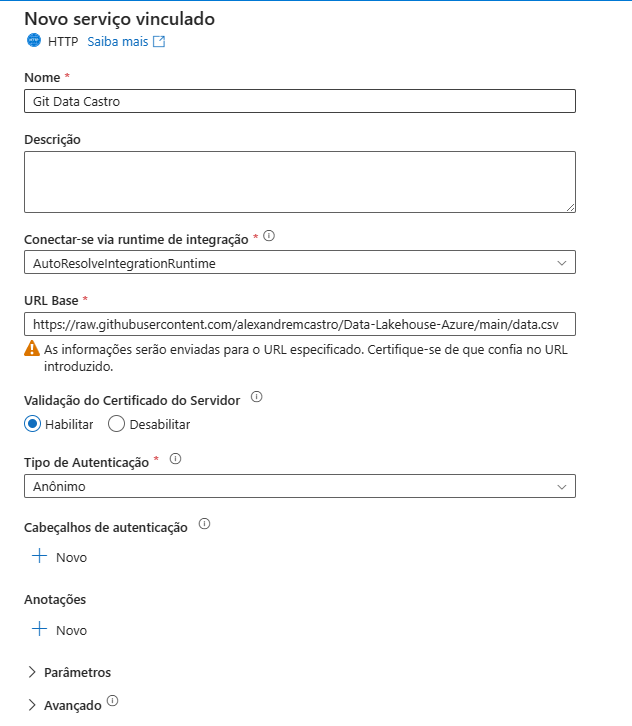 Novo serviço vinculado
HTTP Saiba mais
Nome *
Git Data Castro
Descrição
Conectar-se via runtime de integração *
AutoResolveIntegrationRuntime
URL Base *
https://raw.githubusercontent.com/alexandremcastro/Data-Lakehouse-Azure/main/data.csv
As informações serão enviadas para o URL especificado. Certifique-se de que confia no URL
introduzido.
Validação do Certificado do Servidor
Habilitar Desabilitar
Tipo de Autenticação *
Anônimo
Cabeçalhos de autenticação
Novo
Anotações
Novo
Parâmetros
Avançado